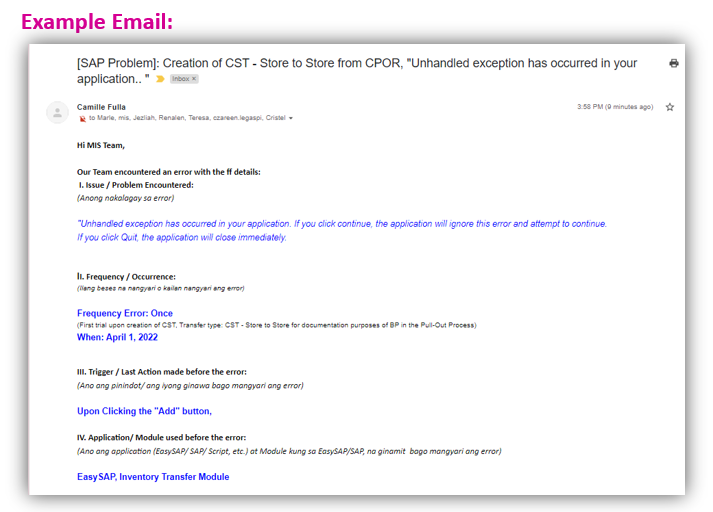 Example Email:
[SAP Problem]: Creation of CST - Store to Store from CPOR, "Unhandled exception has occurred in your
application.. " Inbox ×
Camille Fulla 3:58 PM (9 minutes ago)
to Marle, mis, Jezliah, Renalen, Teresa, czareen.legaspi, Cristel
Hi MIS Team,
Our Team encountered an error with the ff details:
I. Issue / Problem Encountered:
(Anong nakalagay sa error)
"Unhandled exception has occurred in your application. If you click continue, the application will ignore this error and attempt to continue.
If you click Quit, the application will close immediately.
II. Frequency / Occurrence:
(Ilang beses na nangyari o kailan nangyari ang error)
Frequency Error: Once
(First trial upon creation of CST, Transfer type: CST - Store to Store for documentation purposes of BP in the Pull-Out Process)
When: April 1, 2022
III. Trigger / Last Action made before the error:
(Ano ang pinindot/ ang iyong ginawa bago mangyari ang error)
Upon Clicking the "Add" button,
IV. Application/ Module used before the error:
(Ano ang application (EasySAP/ SAP/ Script, etc.) at Module kung sa EasySAP/SAP, na ginamit bago mangyari ang error)
EasySAP, Inventory Transfer Module